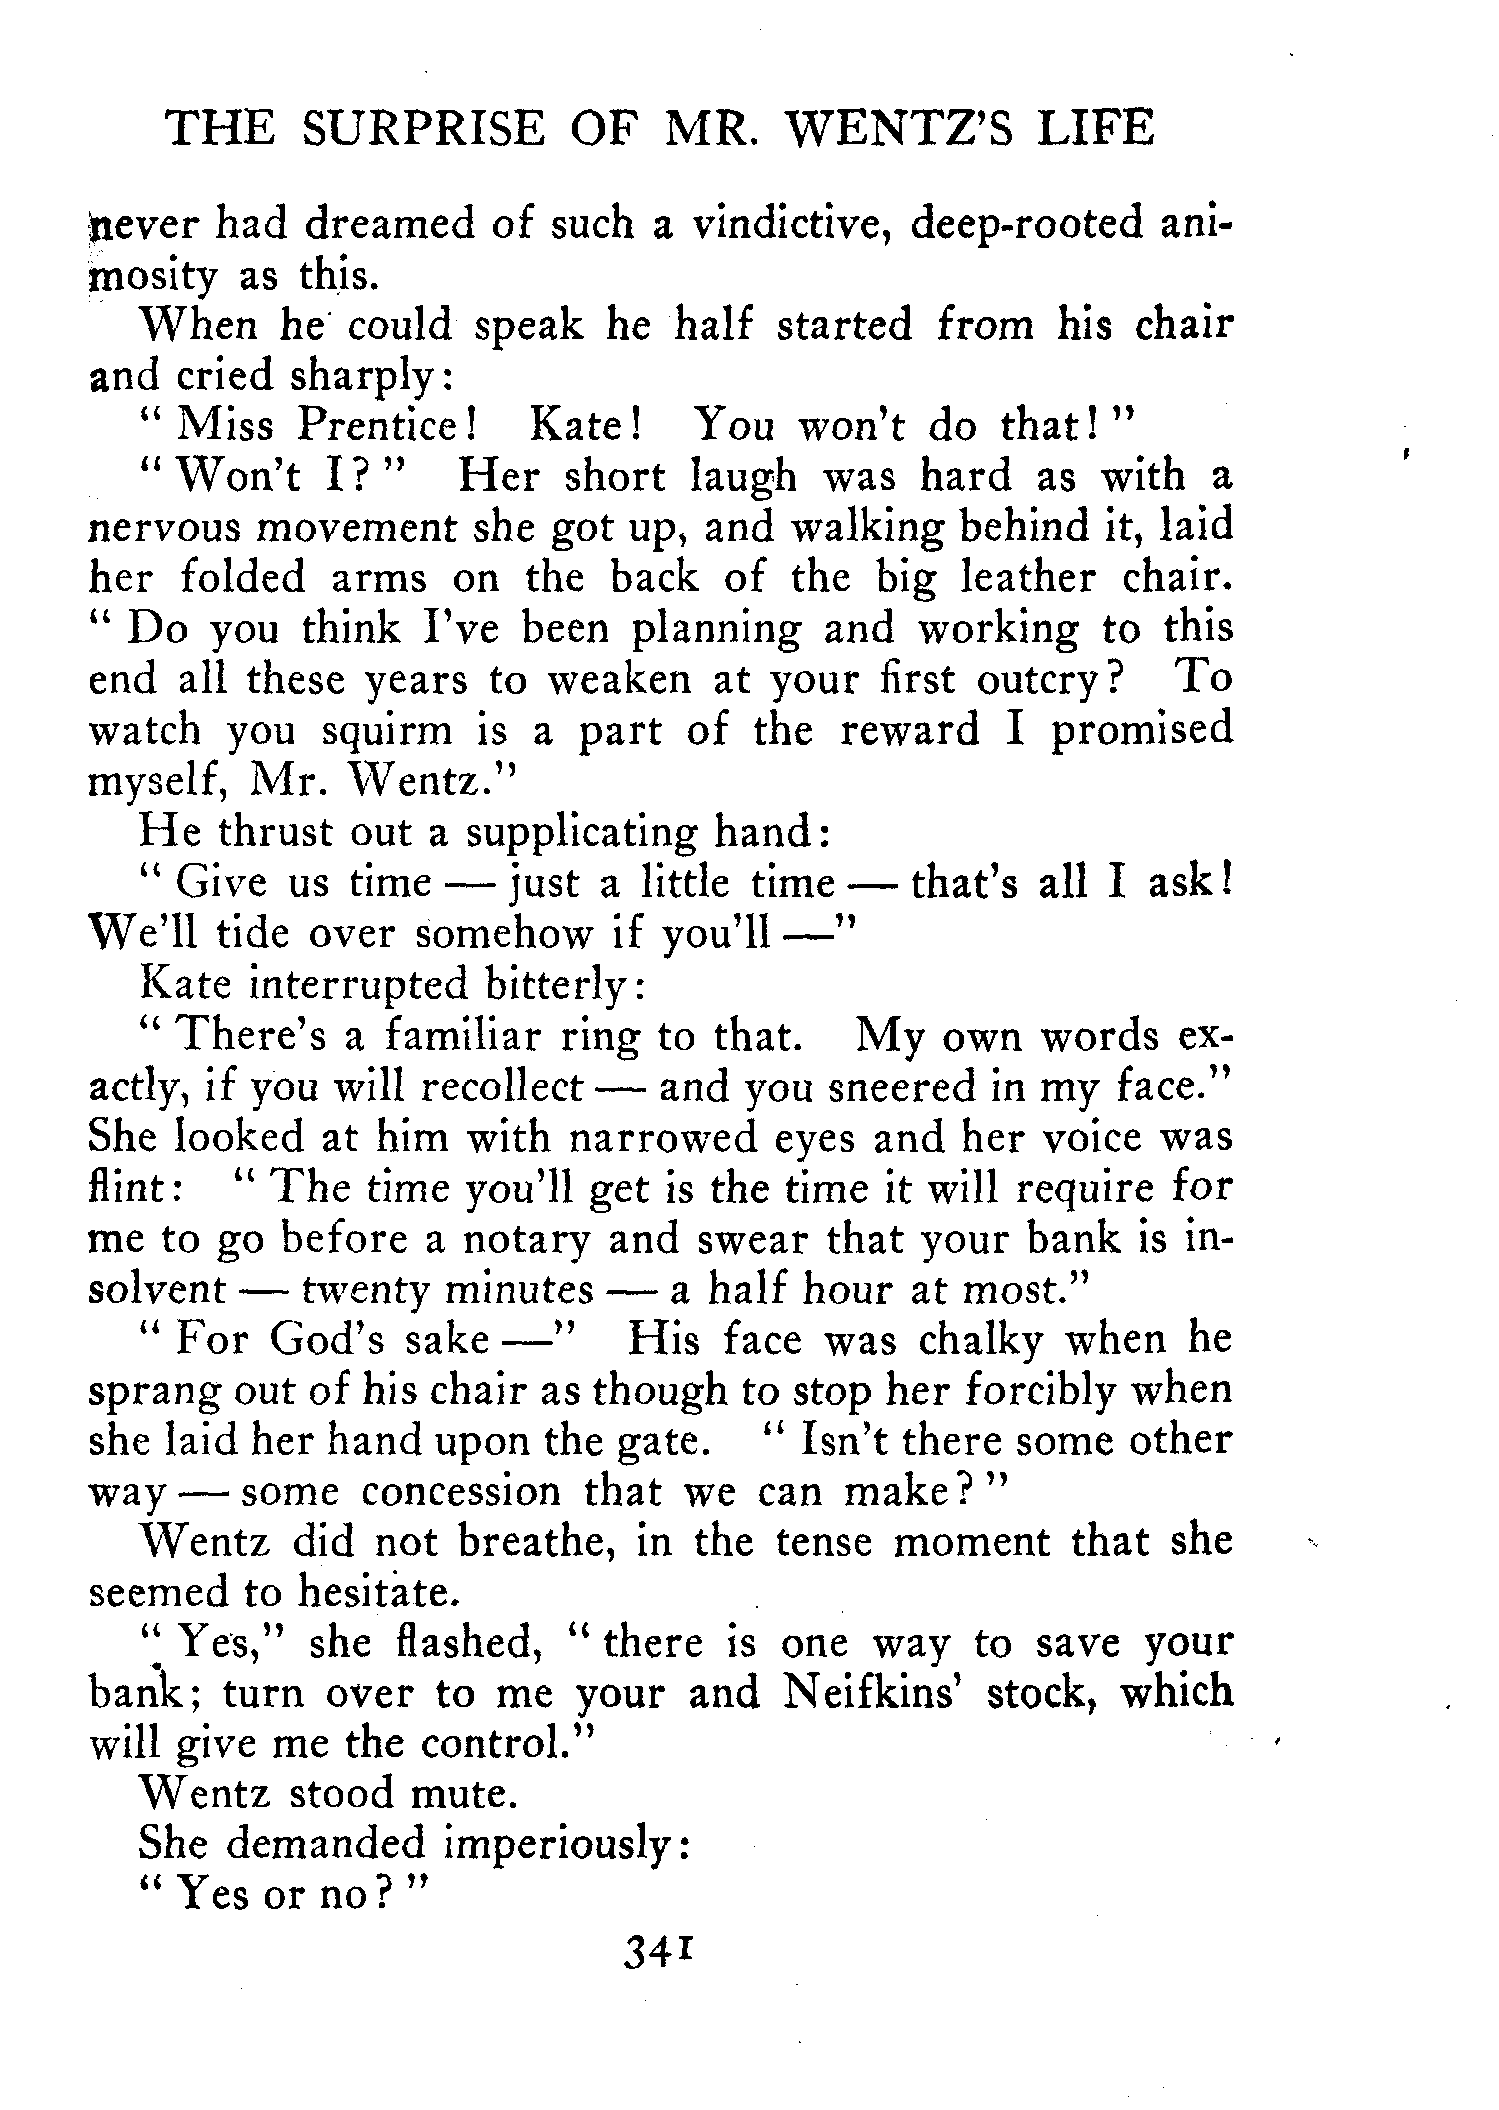 THE SURPRISE OF MR. WENTZ'S LIFE
never had dreamed of such a vindictive, deep-rooted ani-
mosity as this.
When he could speak he half started from his chair
and cried sharply:
" Miss Prentice! Kate! You won't do that! "
" Won't I? " Her short laugh was hard as with a
nervous movement she got up, and walking behind it, laid
her folded arms on the back of the big leather chair.
" Do you think I've been planning and working to this
end all these years to weaken at your first outcry? To
watch you squirm is a part of the reward I promised
myself, Mr. Wentz."
He thrust out a supplicating hand:
" Give us time — just a little time — that's all I ask!
We'll tide over somehow if you'll —"
Kate interrupted bitterly:
" There's a familiar ring to that. My own words ex-
actly, if you will recollect — and you sneered in my face."
She looked at him with narrowed eyes and her voice was
flint: " The time you'll get is the time it will require for
me to go before a notary and swear that your bank is in-
solvent — twenty minutes — a half hour at most."
" For God's sake —" His face was chalky when he
sprang out of his chair as though to stop her forcibly when
she laid her hand upon the gate. " Isn't there some other
way — some concession that we can make? "
Wentz did not breathe, in the tense moment that she
seemed to hesitate.
" Yes," she flashed, " there is one way to save your
bank; turn over to me your and Neifkins' stock, which
will give me the control."
Wentz stood mute.
She demanded imperiously:
" Yes or no? "
341